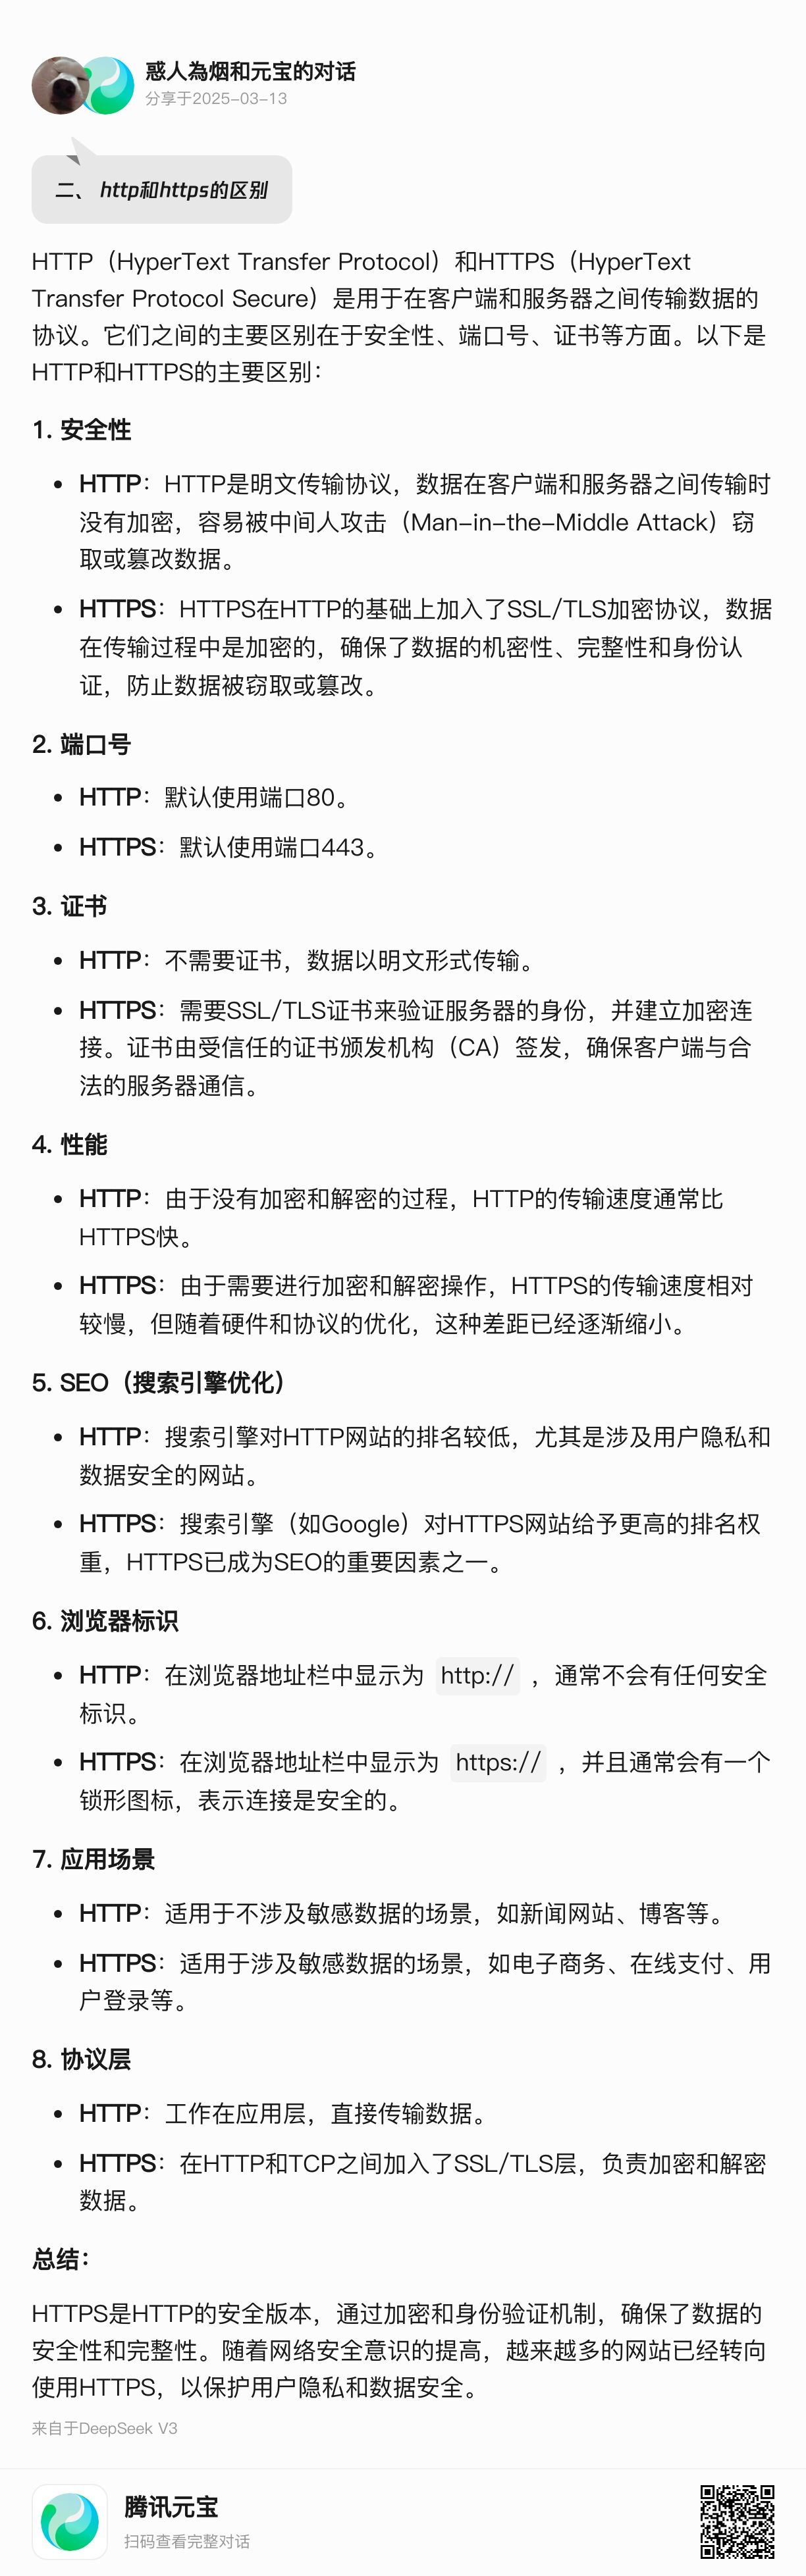 惑人為烟和元宝的对话
分享于2025-03-13
二、 http和https的区别
HTTP（HyperText Transfer Protocol）和HTTPS（HyperText
Transfer Protocol Secure）是用于在客户端和服务器之间传输数据的
协议。它们之间的主要区别在于安全性、端口号、证书等方面。以下是
HTTP和HTTPS的主要区别：
1. 安全性
• HTTP：HTTP是明文传输协议，数据在客户端和服务器之间传输时
没有加密，容易被中间人攻击（Man-in-the-Middle Attack）窃
取或篡改数据。
• HTTPS：HTTPS在HTTP的基础上加入了SSL/TLS加密协议，数据
在传输过程中是加密的，确保了数据的机密性、完整性和身份认
证，防止数据被窃取或篡改。
2. 端口号
• HTTP：默认使用端口80。
• HTTPS：默认使用端口443。
3. 证书
• HTTP：不需要证书，数据以明文形式传输。
• HTTPS：需要SSL/TLS证书来验证服务器的身份，并建立加密连
接。证书由受信任的证书颁发机构（CA）签发，确保客户端与合
法的服务器通信。
4. 性能
• HTTP：由于没有加密和解密的过程，HTTP的传输速度通常比
HTTPS快。
• HTTPS：由于需要进行加密和解密操作，HTTPS的传输速度相对
较慢，但随着硬件和协议的优化，这种差距已经逐渐缩小。
5. SEO（搜索引擎优化）
• HTTP：搜索引擎对HTTP网站的排名较低，尤其是涉及用户隐私和
数据安全的网站。
• HTTPS：搜索引擎（如Google）对HTTPS网站给予更高的排名权
重，HTTPS已成为SEO的重要因素之一。
6. 浏览器标识
• HTTP：在浏览器地址栏中显示为 http:// ，通常不会有任何安全
标识。
• HTTPS：在浏览器地址栏中显示为 https:// ，并且通常会有一个
锁形图标，表示连接是安全的。
7. 应用场景
• HTTP：适用于不涉及敏感数据的场景，如新闻网站、博客等。
• HTTPS：适用于涉及敏感数据的场景，如电子商务、在线支付、用
户登录等。
8. 协议层
• HTTP：工作在应用层，直接传输数据。
• HTTPS：在HTTP和TCP之间加入了SSL/TLS层，负责加密和解密
数据。
总结：
HTTPS是HTTP的安全版本，通过加密和身份验证机制，确保了数据的
安全性和完整性。随着网络安全意识的提高，越来越多的网站已经转向
使用HTTPS，以保护用户隐私和数据安全。
来自于DeepSeek V3
腾讯元宝
扫码查看完整对话